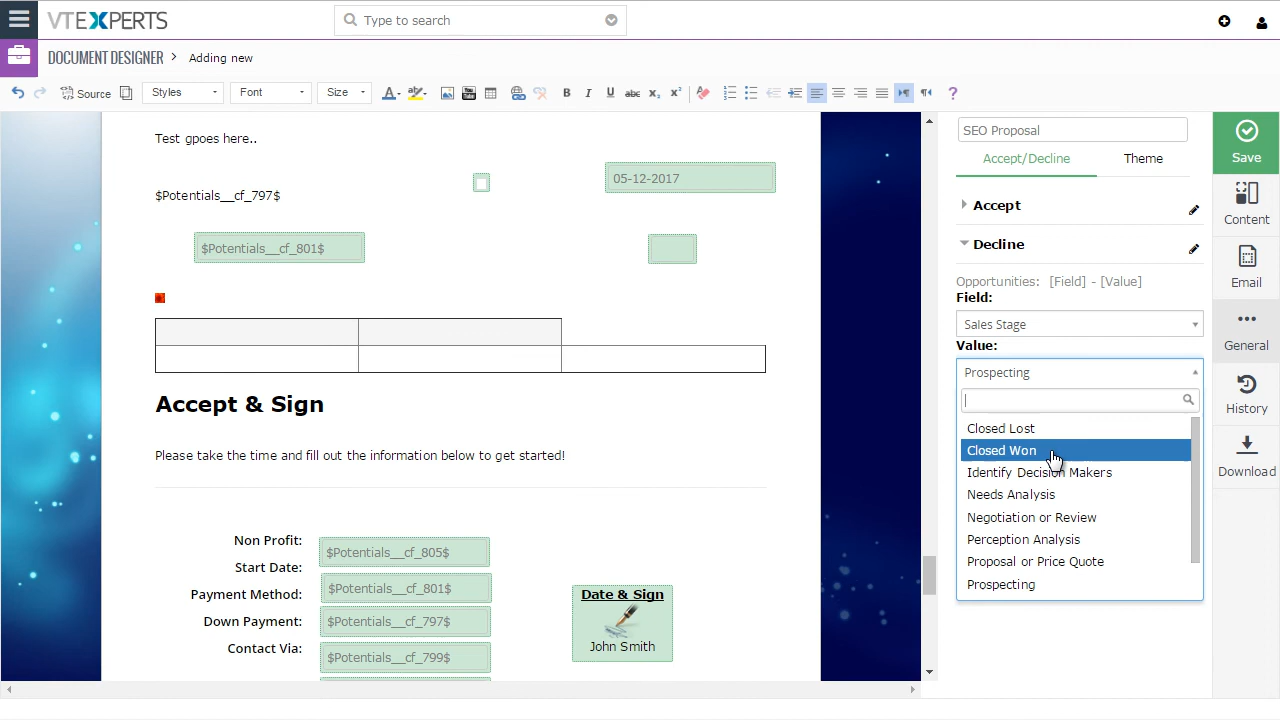 VTEXPERTS
Type to search
DOCUMENT DESIGNER
Adding new
Source
Styles
Font
Size
B I U abc x₂ x² ?
Test gpoes here..
05-12-2017
$Potentials__cf_797$
$Potentials__cf_801$
Accept & Sign
Please take the time and fill out the information below to get started!
Non Profit:
$Potentials__cf_805$
Start Date:
$Potentials__cf_801$
Payment Method:
Down Payment:
$Potentials__cf_797$
Contact Via:
$Potentials__cf_799$
Date & Sign
John Smith
SEO Proposal
Accept/Decline
Theme
Accept
Decline
Opportunities: [Field] - [Value]
Field:
Sales Stage
Value:
Prospecting
Closed Lost
Closed Won
Identify Decision Makers
Needs Analysis
Negotiation or Review
Perception Analysis
Proposal or Price Quote
Prospecting
Save
Content
Email
General
History
Download